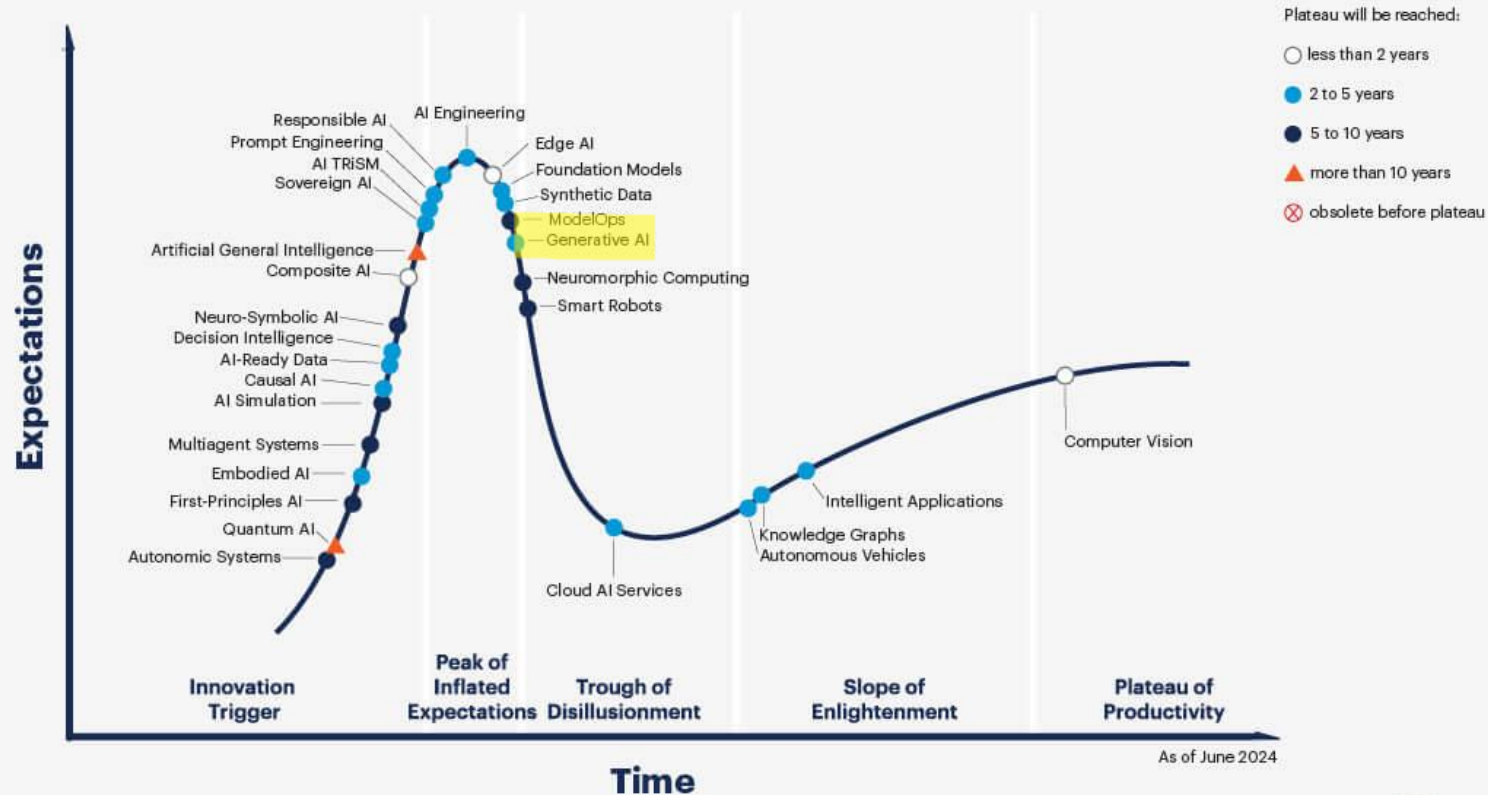 Plateau will be reached:
less than 2 years
2 to 5 years
5 to 10 years
more than 10 years
obsolete before plateau
Expectations
AI Engineering
Responsible AI
Prompt Engineering
AI TRiSM
Sovereign AI
Artificial General Intelligence
Composite AI
Neuro-Symbolic AI
Decision Intelligence
AI-Ready Data
Causal AI
AI Simulation
Multiagent Systems
Embodied AI
First-Principles AI
Quantum AI
Autonomic Systems
Edge AI
Foundation Models
Synthetic Data
ModelOps
Generative AI
Neuromorphic Computing
Smart Robots
Cloud AI Services
Intelligent Applications
Knowledge Graphs
Autonomous Vehicles
Computer Vision
Innovation
Trigger
Peak of
Inflated
Expectations
Trough of
Disillusionment
Slope of
Enlightenment
Plateau of
Productivity
As of June 2024
Time